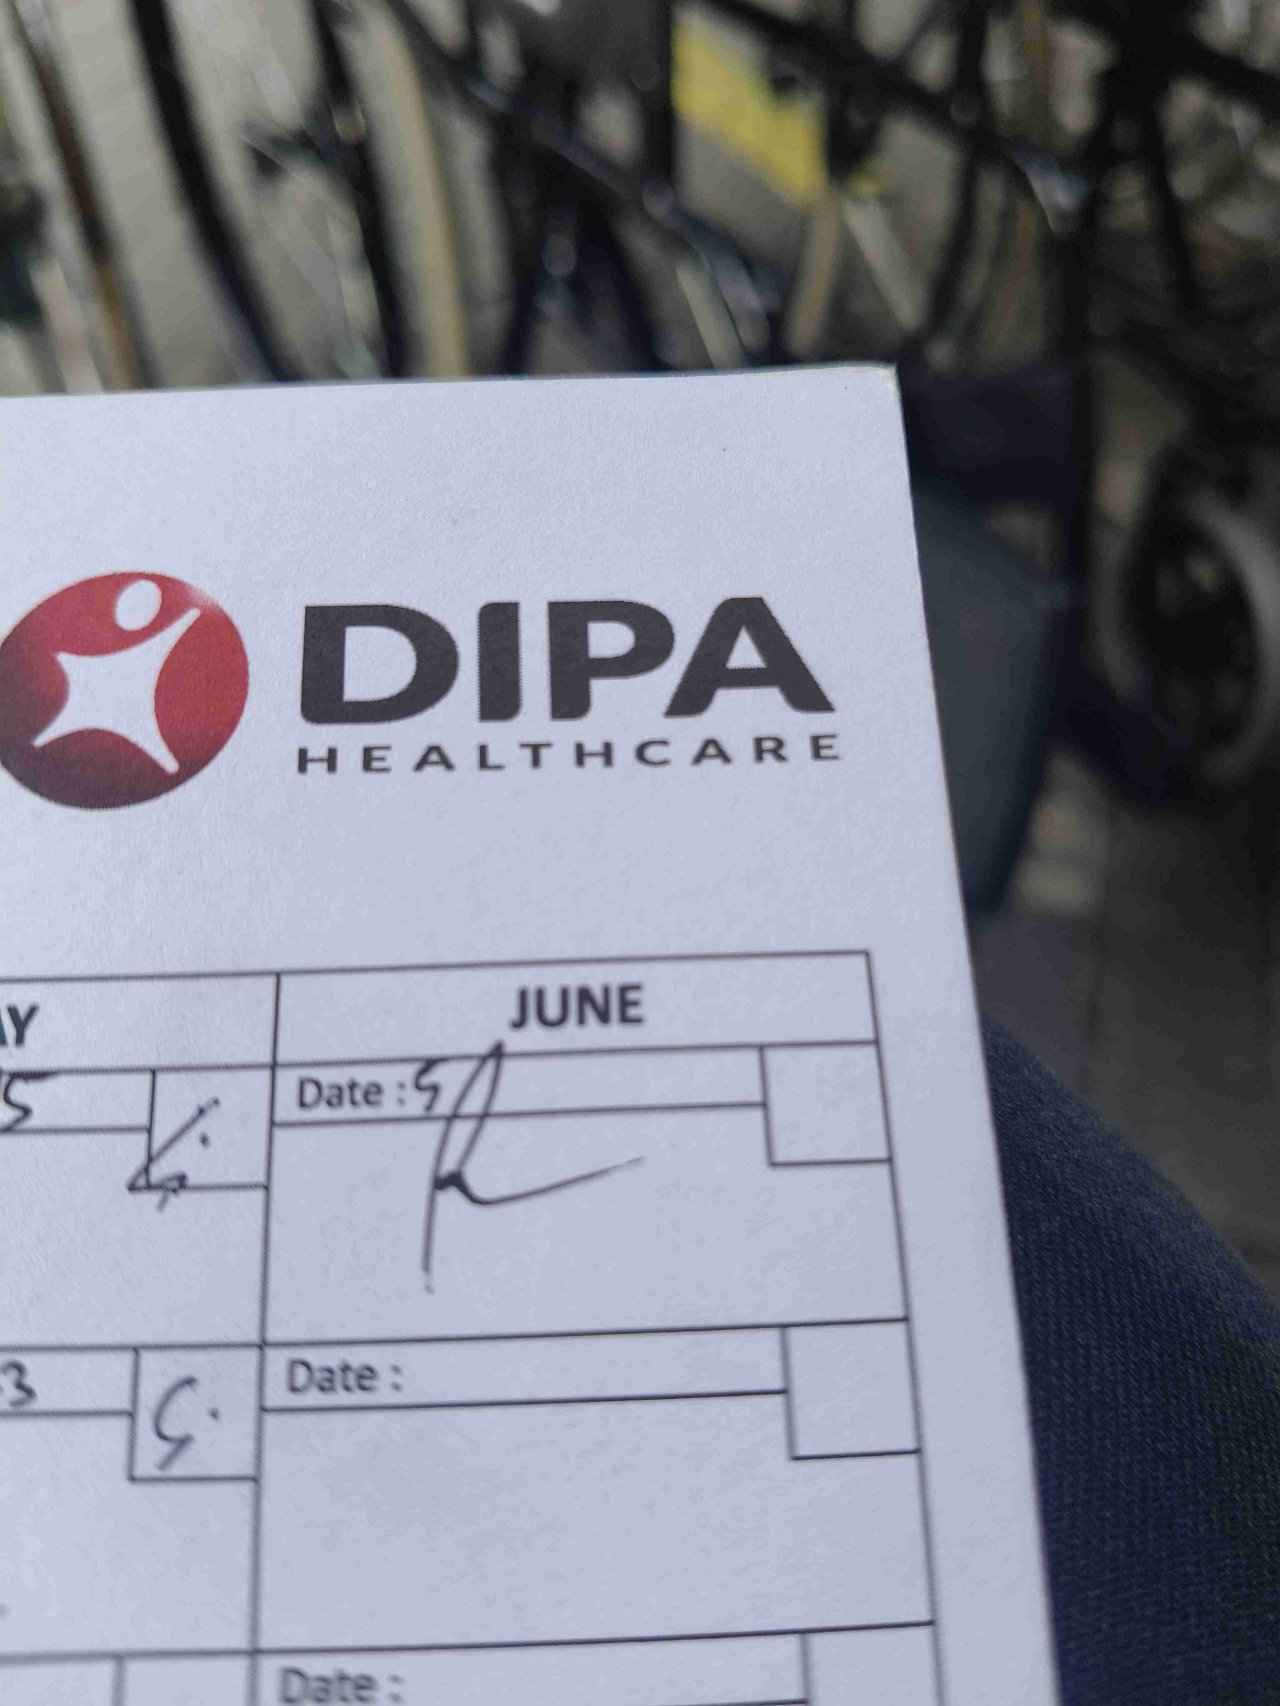 DIPA
HEALTHCARE
AY JUNE
5 Date : 5
3 Date :
Date :